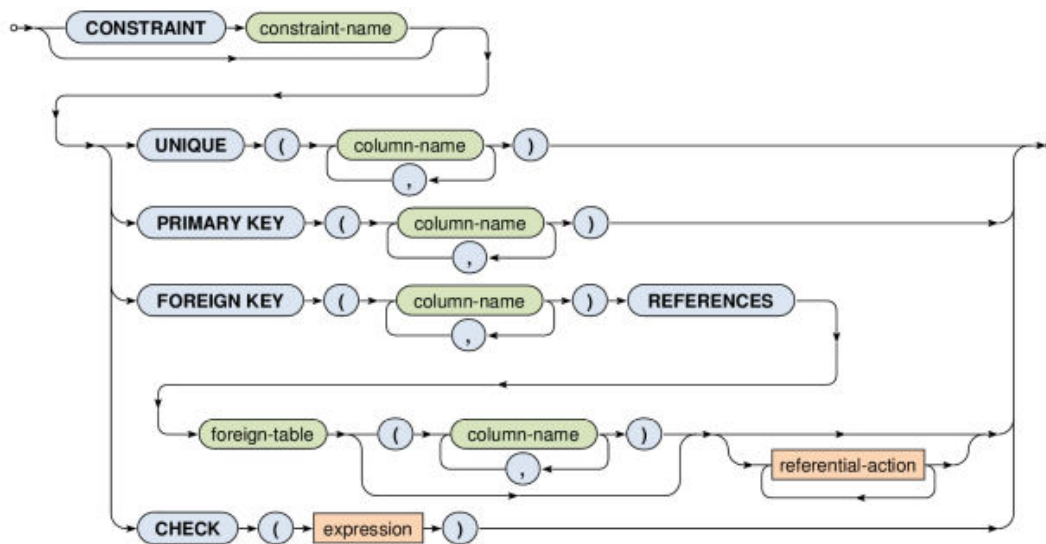 CONSTRAINT constraint-name
UNIQUE ( column-name )
,
PRIMARY KEY ( column-name )
,
FOREIGN KEY ( column-name ) REFERENCES
,
foreign-table ( column-name )
, referential-action
CHECK ( expression )